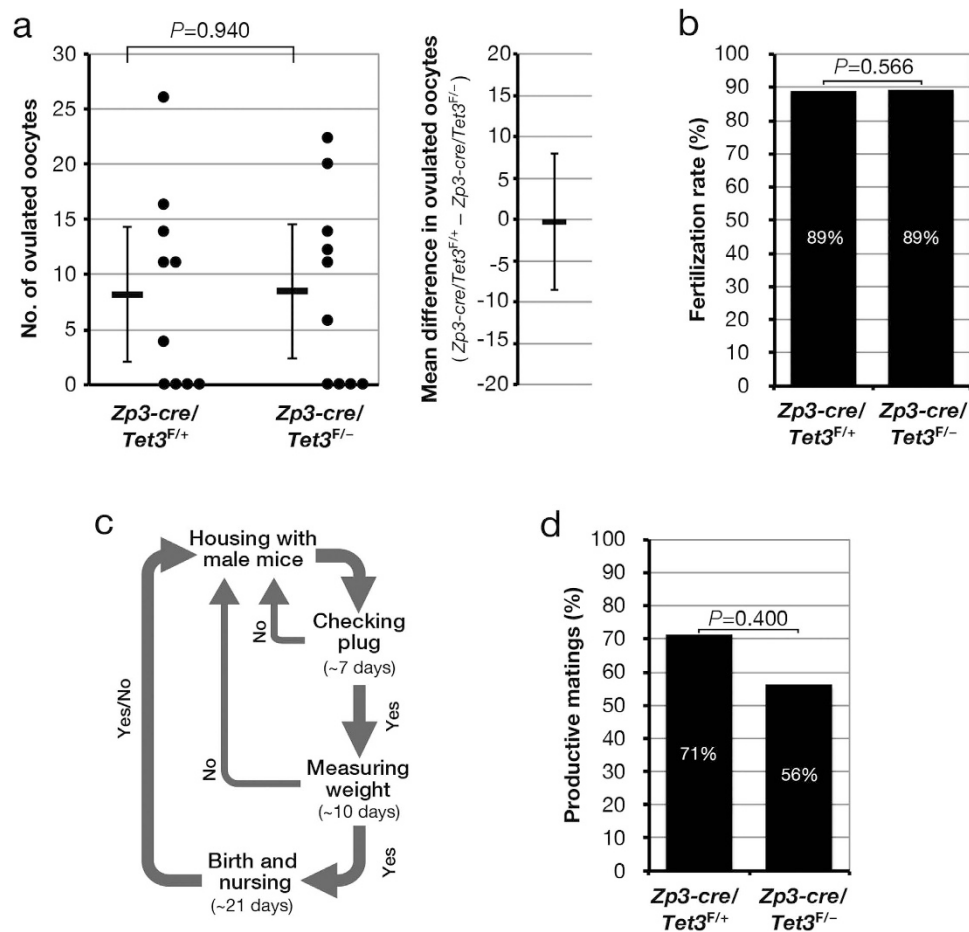 a
P=0.940
No. of ovulated oocytes
30
25
20
15
10
5
0
Zp3-cre/
Tet3F/+
Zp3-cre/
Tet3F/−
Mean difference in ovulated oocytes
( Zp3-cre/Tet3F/+ − Zp3-cre/Tet3F/− )
20
15
10
5
0
-5
-10
-15
-20
b
P=0.566
Fertilization rate (%)
100
90
80
70
60
50
40
30
20
10
0
89%
89%
Zp3-cre/
Tet3F/+
Zp3-cre/
Tet3F/−
c
Housing with
male mice
No
Checking
plug
(~7 days)
Yes/No
Yes
No
Measuring
weight
(~10 days)
Yes
Birth and
nursing
(~21 days)
d
P=0.400
Productive matings (%)
100
90
80
70
60
50
40
30
20
10
0
71%
56%
Zp3-cre/
Tet3F/+
Zp3-cre/
Tet3F/−